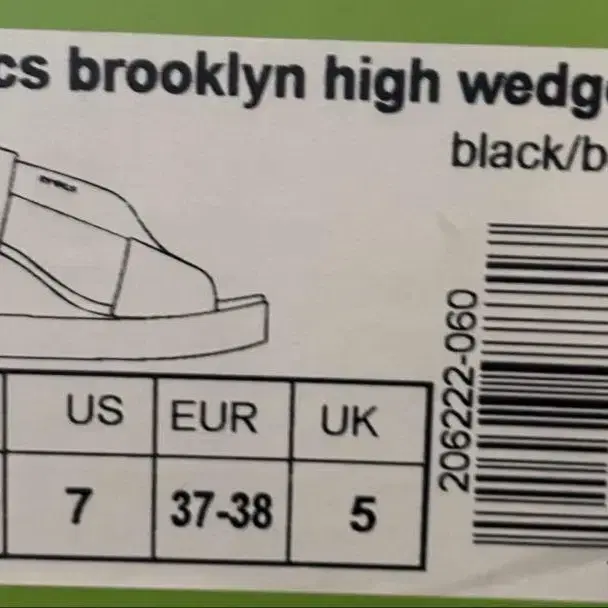 cs brooklyn high wedg
black/b
US EUR UK
7 37-38 5
206222-060